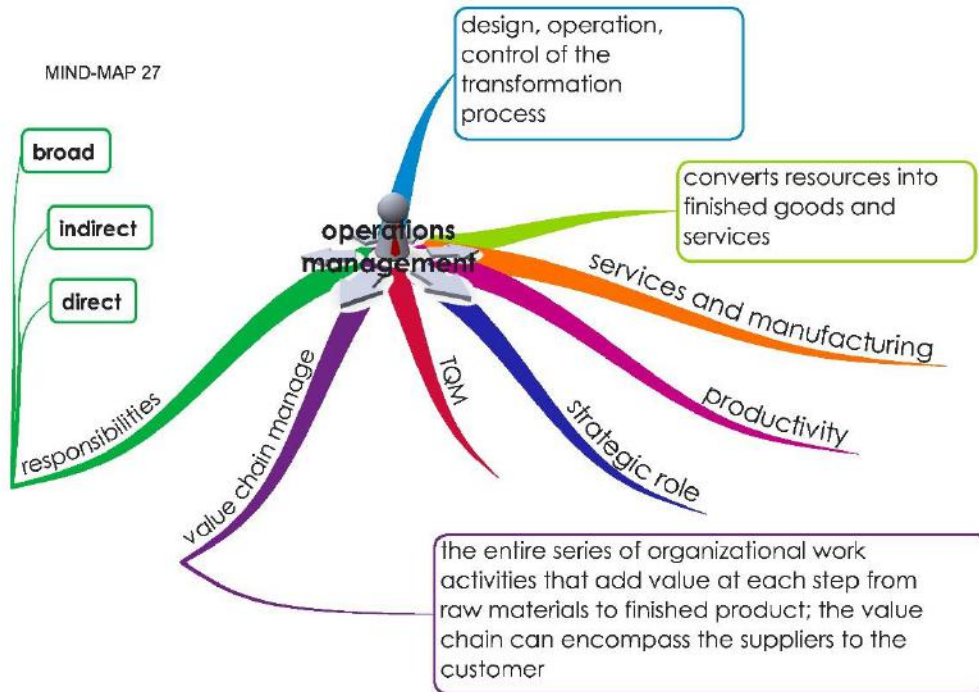 MIND-MAP 27
design, operation,
control of the
transformation
process
broad
indirect
direct
converts resources into
finished goods and
services
operations
management
services and manufacturing
productivity
strategic role
TQM
value chain manage
responsibilities
the entire series of organizational work
activities that add value at each step from
raw materials to finished product; the value
chain can encompass the suppliers to the
customer